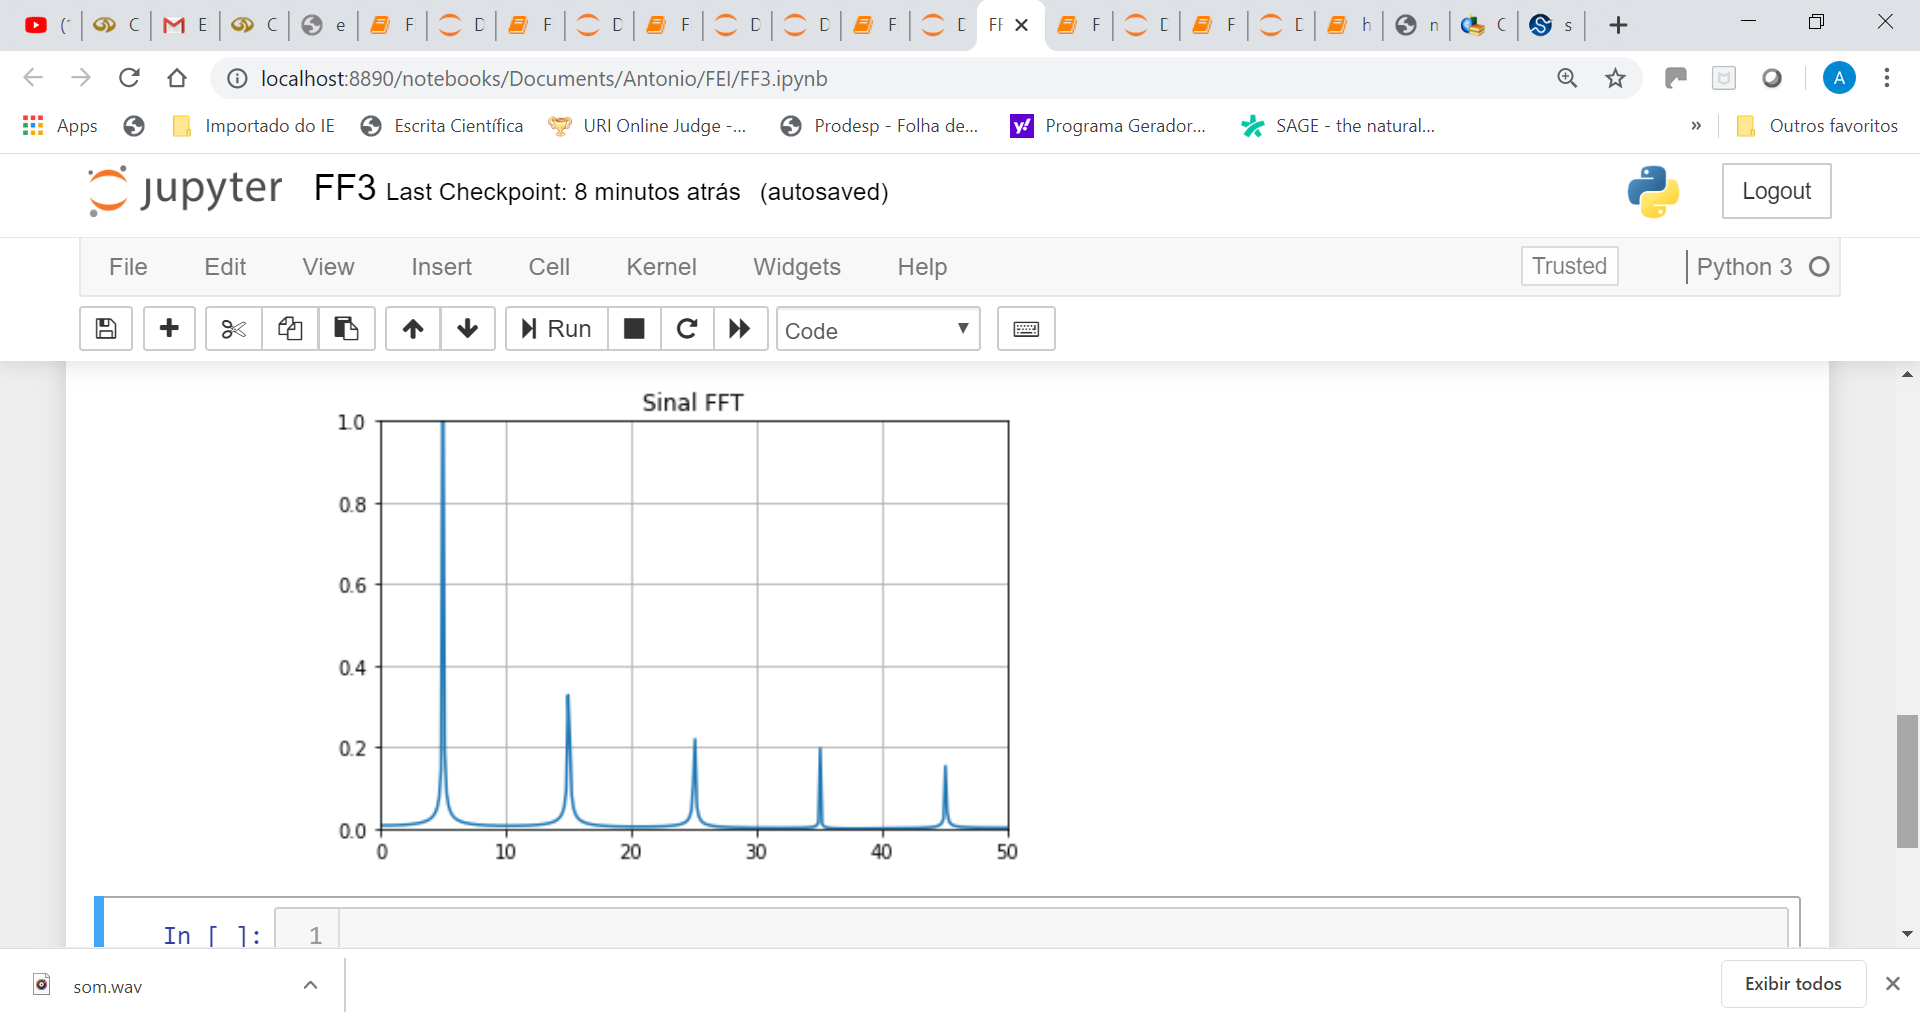 ( C E C e F D F D F D D F D FF F D F D h n C s
localhost:8890/notebooks/Documents/Antonio/FEI/FF3.ipynb A
Apps Importado do IE Escrita Científica URI Online Judge -... Prodesp - Folha de... y! Programa Gerador... SAGE - the natural... » Outros favoritos
jupyter FF3 Last Checkpoint: 8 minutos atrás (autosaved) Logout
File Edit View Insert Cell Kernel Widgets Help Trusted Python 3
Run Code
Sinal FFT
1.0
0.8
0.6
0.4
0.2
0.0
0 10 20 30 40 50
In [ ]: 1
som.wav Exibir todos